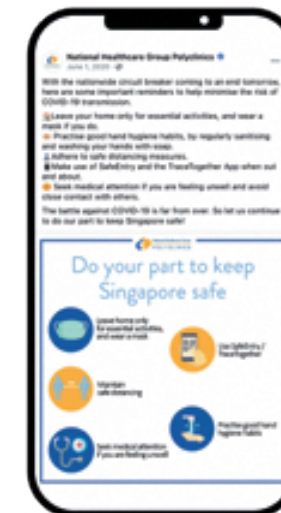 National Healthcare Group Polyclinics
June 1, 2020
With the nationwide circuit breaker coming to an end tomorrow,
here are some important reminders to help minimise the risk of
COVID-19 transmission.
Leave your home only for essential activities, and wear a
mask if you do.
Practise good hand hygiene habits, by regularly sanitising
and washing your hands with soap.
Adhere to safe distancing measures.
Make use of SafeEntry and the TraceTogether App when out
and about.
Seek medical attention if you are feeling unwell and avoid
close contact with others.
The battle against COVID-19 is far from over. So let us continue
to do our part to keep Singapore safe!
Do your part to keep
Singapore safe
Leave home only
for essential activities,
and wear a mask
Use SafeEntry /
TraceTogether
Maintain
safe distancing
Practise good hand
hygiene habits
Seek medical attention
if you are feeling unwell